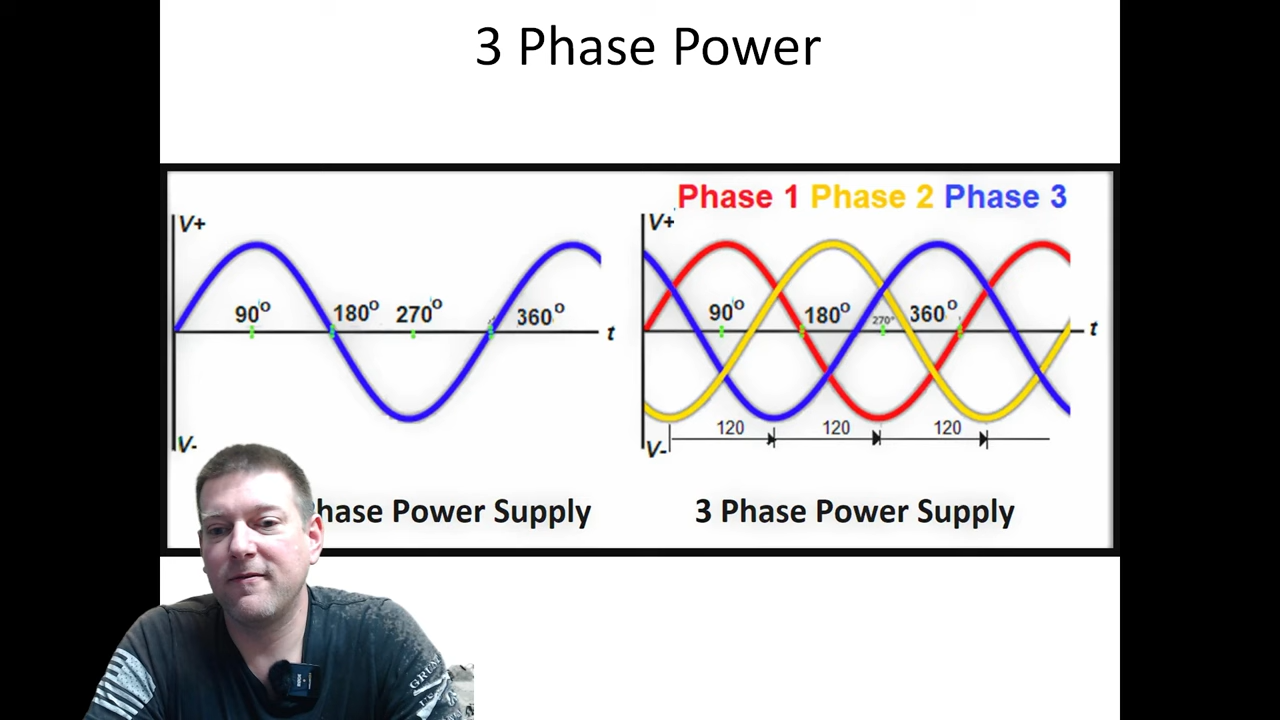 3 Phase Power
Phase 1 Phase 2 Phase 3
V+
90° 180° 270° 360°
t
V-
hase Power Supply
V+
90° 180° 270° 360°
t
120 120 120
V-
3 Phase Power Supply
GRUN